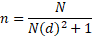 n = N / N(d)² + 1